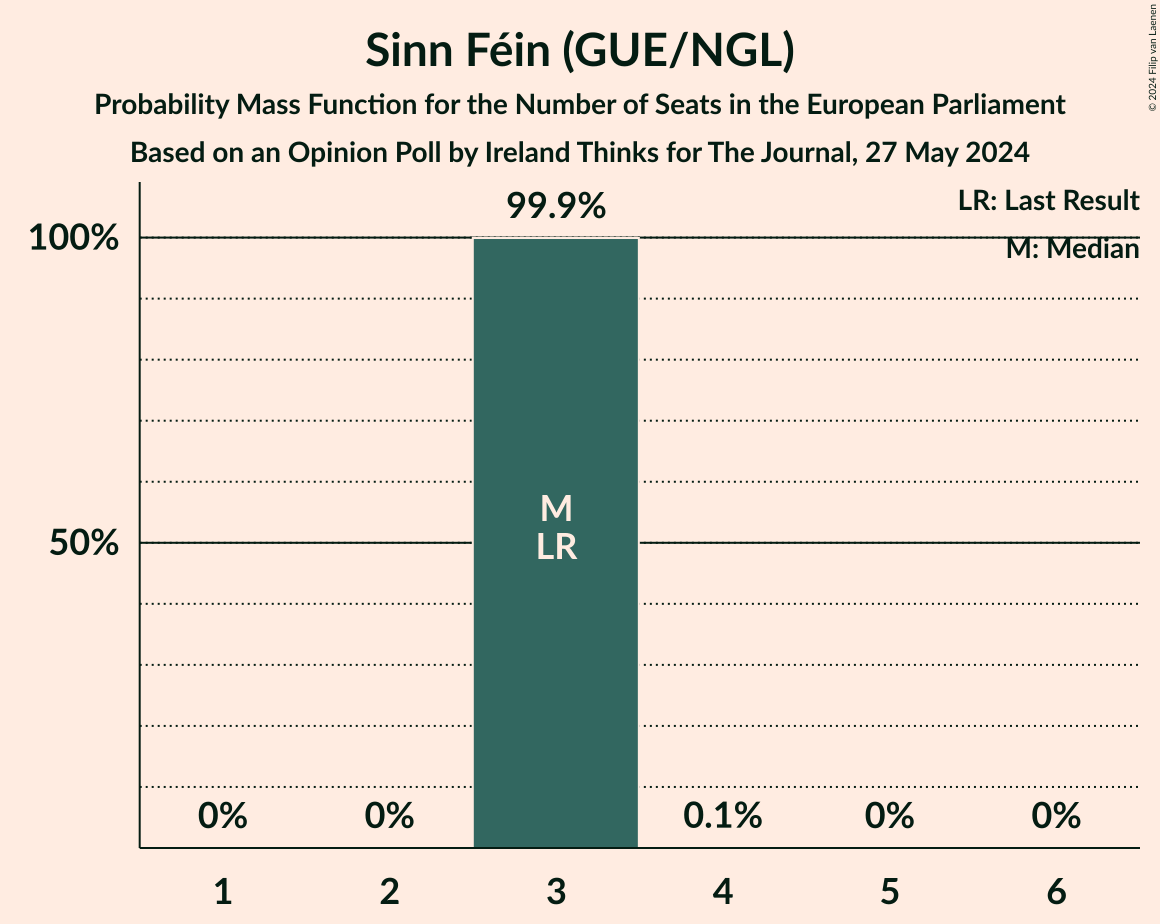 Sinn Féin (GUE/NGL)
Probability Mass Function for the Number of Seats in the European Parliament
Based on an Opinion Poll by Ireland Thinks for The Journal, 27 May 2024
© 2024 Filip van Laenen
LR: Last Result
M: Median
99.9%
100%
50%
M
LR
0% 0% 0.1% 0% 0%
1 2 3 4 5 6